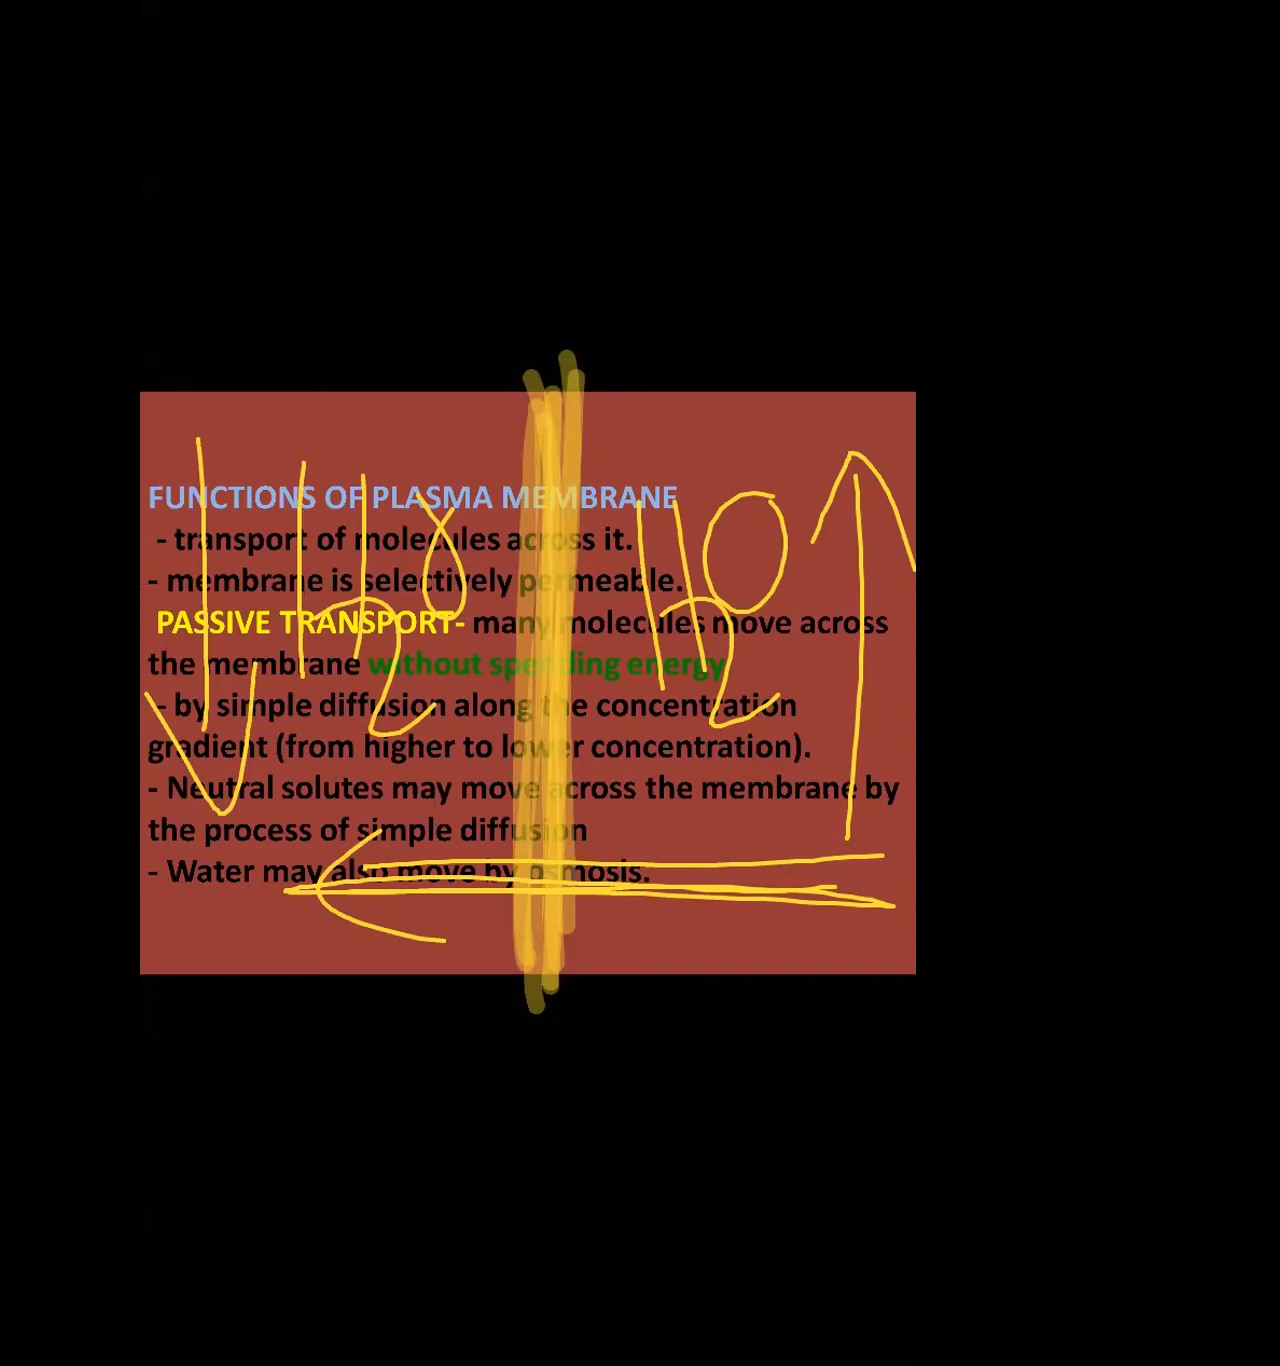 FUNCTIONS OF PLASMA MEMBRANE
- transport of molecules across it.
- membrane is selectively permeable.
PASSIVE TRANSPORT- many molecules move across
the membrane without spending energy
- by simple diffusion along the concentration
gradient (from higher to lower concentration).
- Neutral solutes may move across the membrane by
the process of simple diffusion
- Water may also move by osmosis.
↓ H2O H2O ↑